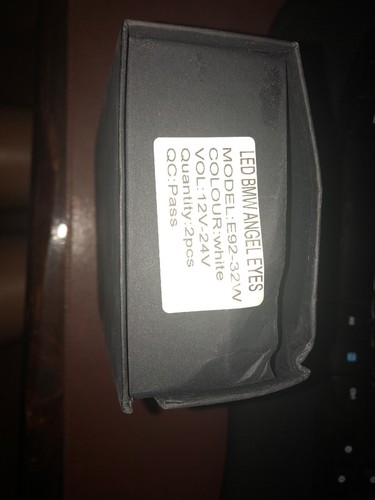 LED BMW ANGEL EYES
MODEL:E92-32W
COLOUR:white
VOL:12V-24V
Quantity:2pcs
QC:Pass